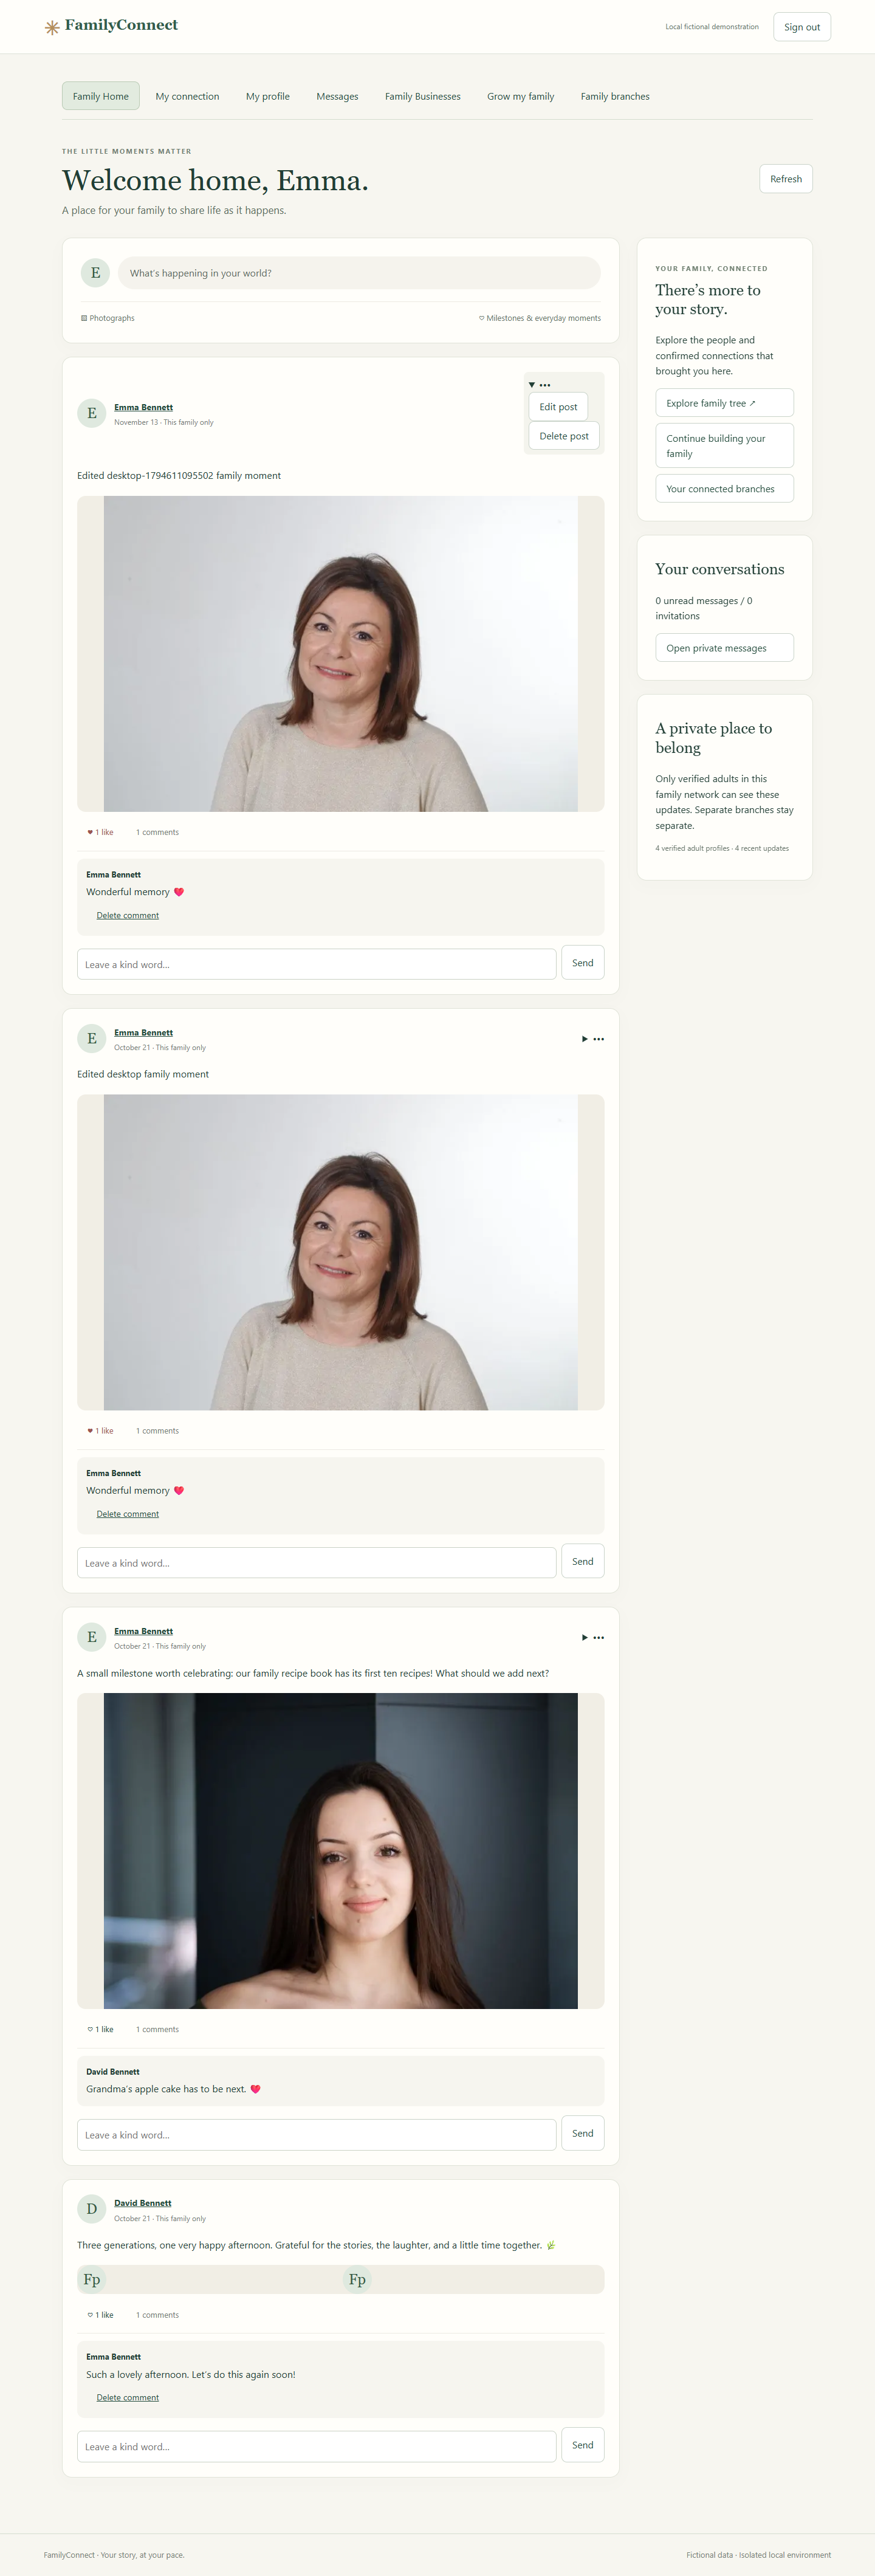 FamilyConnect
Local fictional demonstration
Sign out
Family Home
My connection
My profile
Messages
Family Businesses
Grow my family
Family branches
THE LITTLE MOMENTS MATTER
Welcome home, Emma.
A place for your family to share life as it happens.
Refresh
E
What's happening in your world?
Photographs
Milestones & everyday moments
E
Emma Bennett
November 13 · This family only
▼ •••
Edit post
Delete post
Edited desktop-1794611095502 family moment
♥ 1 like
1 comments
Emma Bennett
Wonderful memory ❤️
Delete comment
Leave a kind word...
Send
E
Emma Bennett
October 21 · This family only
▶ •••
Edited desktop family moment
♥ 1 like
1 comments
Emma Bennett
Wonderful memory ❤️
Delete comment
Leave a kind word...
Send
E
Emma Bennett
October 21 · This family only
▶ •••
A small milestone worth celebrating: our family recipe book has its first ten recipes! What should we add next?
♡ 1 like
1 comments
David Bennett
Grandma's apple cake has to be next. ❤️
Leave a kind word...
Send
D
David Bennett
October 21 · This family only
Three generations, one very happy afternoon. Grateful for the stories, the laughter, and a little time together. 🌿
Fp
Fp
♡ 1 like
1 comments
Emma Bennett
Such a lovely afternoon. Let's do this again soon!
Delete comment
Leave a kind word...
Send
YOUR FAMILY, CONNECTED
There's more to
your story.
Explore the people and
confirmed connections that
brought you here.
Explore family tree ↗
Continue building your
family
Your connected branches
Your conversations
0 unread messages / 0
invitations
Open private messages
A private place to
belong
Only verified adults in this
family network can see these
updates. Separate branches stay
separate.
4 verified adult profiles · 4 recent updates
FamilyConnect · Your story, at your pace.
Fictional data · Isolated local environment